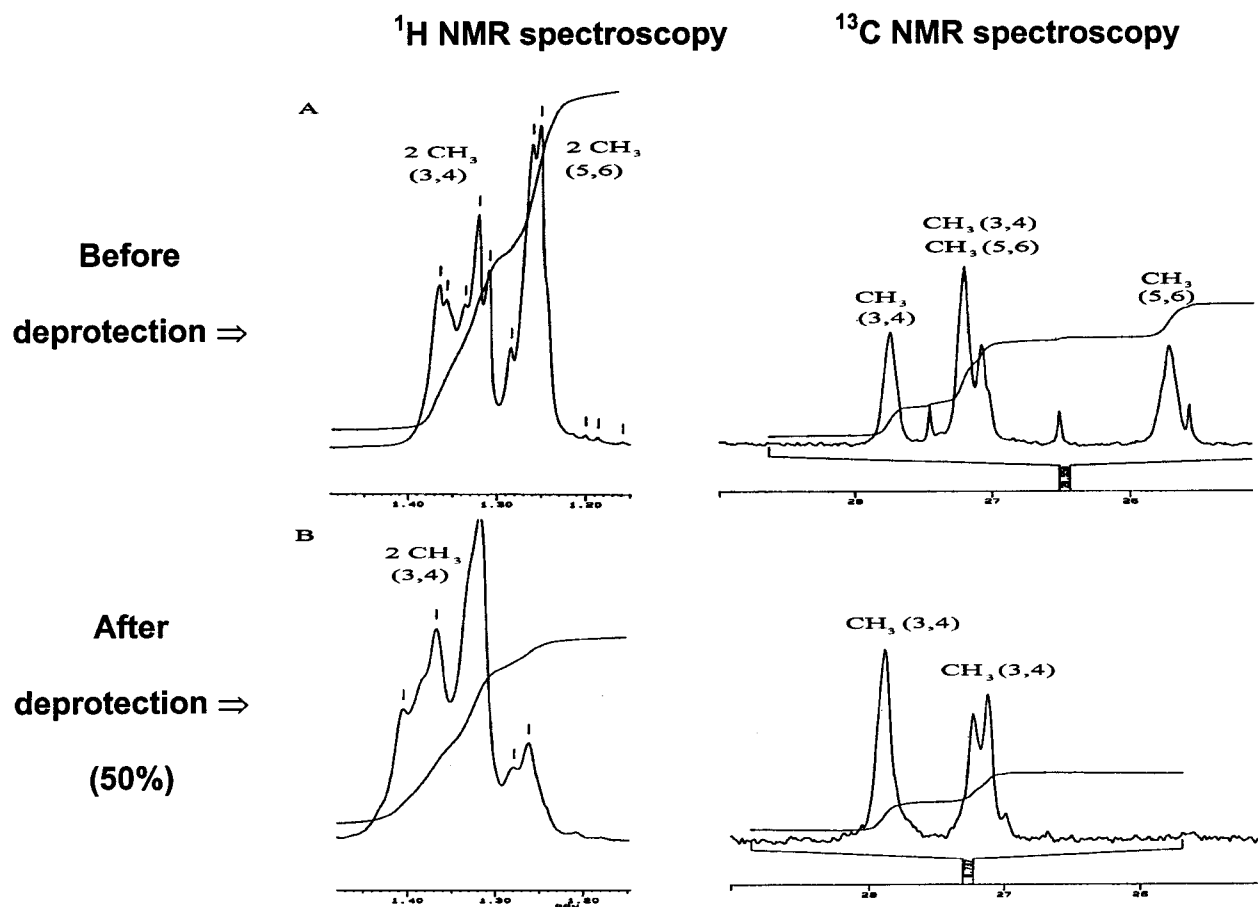 ¹H NMR spectroscopy
¹³C NMR spectroscopy
A
2 CH₃
(3,4)
2 CH₃
(5,6)
Before
deprotection ⇒
CH₃ (3,4)
CH₃ (5,6)
CH₃
(3,4)
CH₃
(5,6)
1.40
1.30
1.20
28
27
26
B
2 CH₃
(3,4)
After
deprotection ⇒
(50%)
CH₃ (3,4)
CH₃ (3,4)
1.40
1.30
1.20
28
27
26